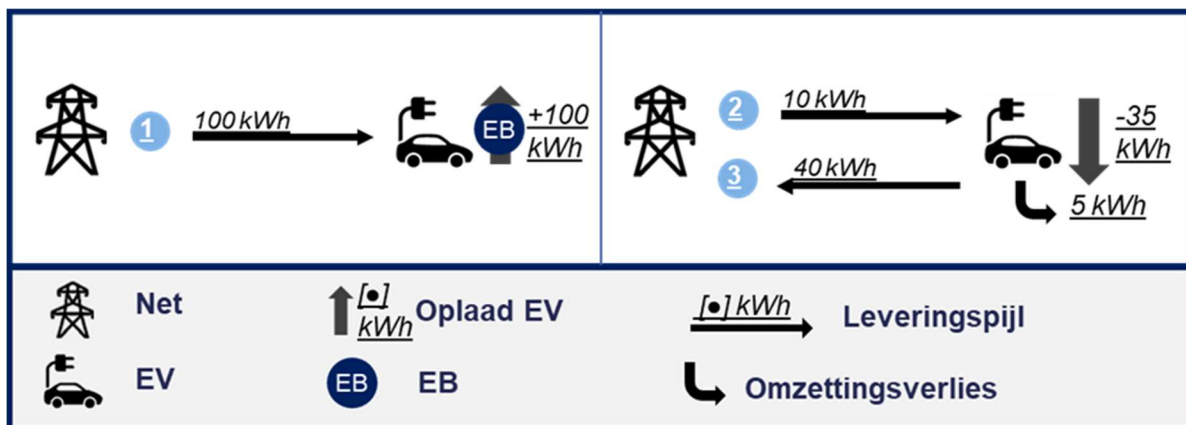 1
100 kWh
EB
+100
kWh
2
10 kWh
3
40 kWh
-35
kWh
5 kWh
Net
[●]
kWh
Oplaad EV
[●] kWh
Leveringspijl
EV
EB
EB
Omzettingsverlies